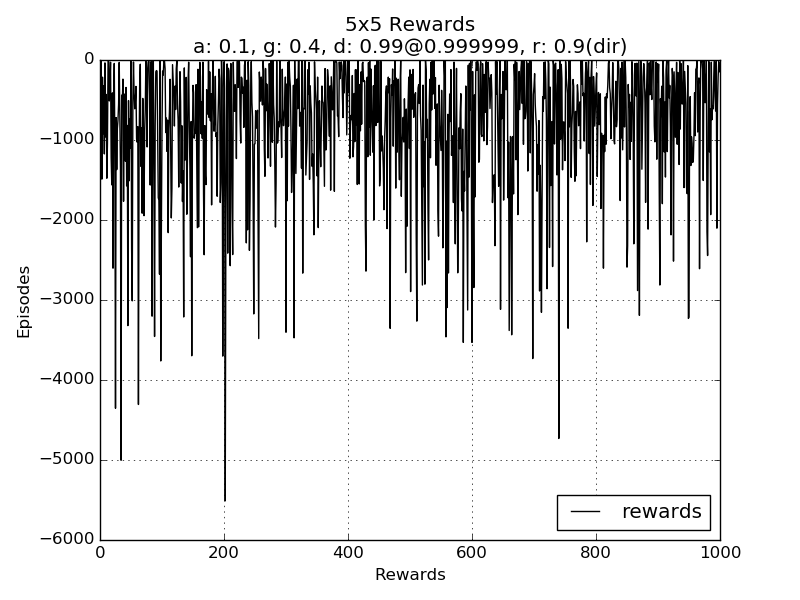 5x5 Rewards
a: 0.1, g: 0.4, d: 0.99@0.999999, r: 0.9(dir)
0
−1000
−2000
−3000
−4000
−5000
−6000
Episodes
rewards
0 200 400 600 800 1000
Rewards